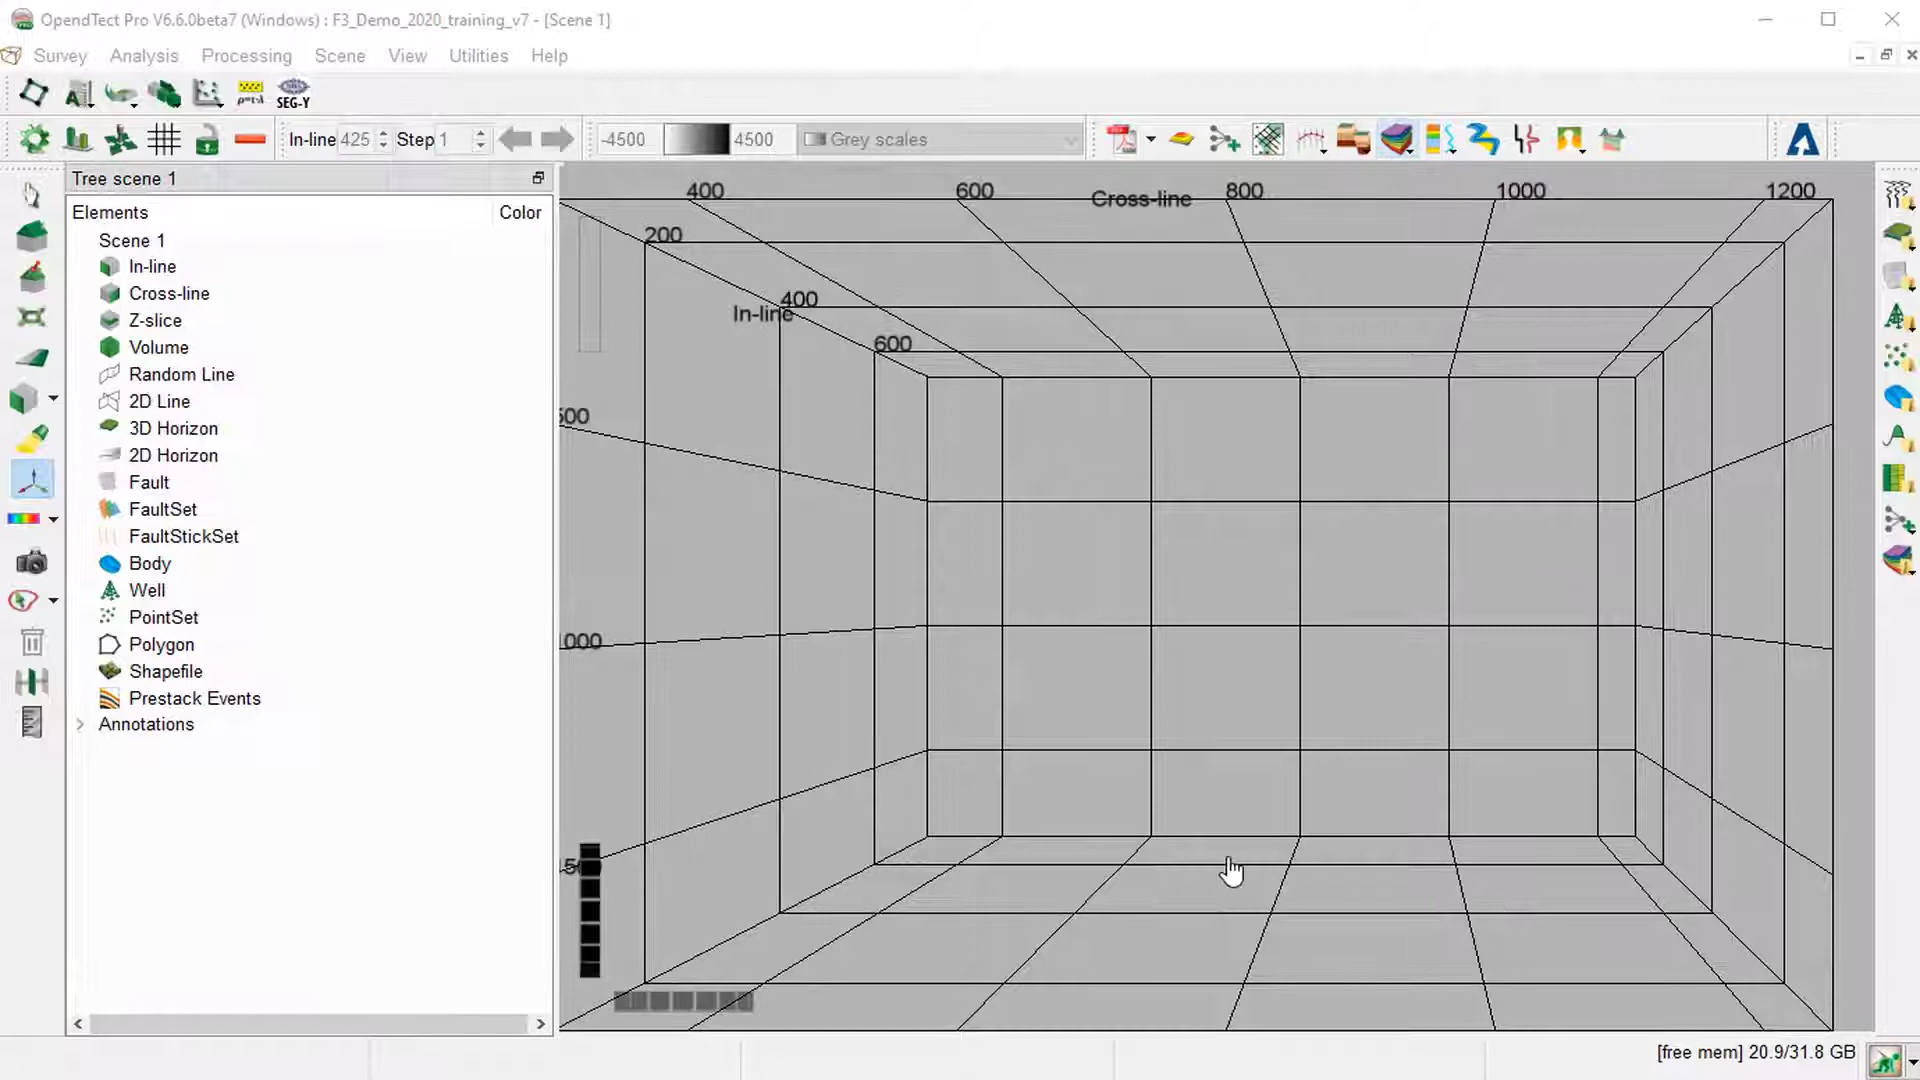 OpendTect Pro V6.6.0beta7 (Windows) : F3_Demo_2020_training_v7 - [Scene 1]
Survey Analysis Processing Scene View Utilities Help
SEG-Y
In-line 425 Step 1 -4500 4500 Grey scales
Tree scene 1
Elements Color
Scene 1
In-line
Cross-line
Z-slice
Volume
Random Line
2D Line
3D Horizon
2D Horizon
Fault
FaultSet
FaultStickSet
Body
Well
PointSet
Polygon
Shapefile
Prestack Events
Annotations
400 600 800 1000 1200
Cross-line
200
400
In-line
600
500
1000
[free mem] 20.9/31.8 GB